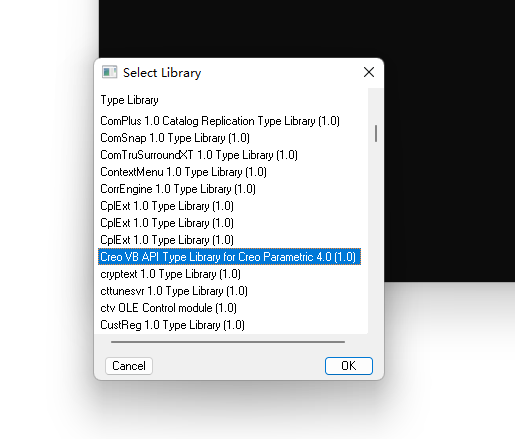 Select Library
Type Library
ComPlus 1.0 Catalog Replication Type Library (1.0)
ComSnap 1.0 Type Library (1.0)
ComTruSurroundXT 1.0 Type Library (1.0)
ContextMenu 1.0 Type Library (1.0)
CorrEngine 1.0 Type Library (1.0)
CplExt 1.0 Type Library (1.0)
CplExt 1.0 Type Library (1.0)
CplExt 1.0 Type Library (1.0)
Creo VB API Type Library for Creo Parametric 4.0 (1.0)
cryptext 1.0 Type Library (1.0)
cttunesvr 1.0 Type Library (1.0)
ctv OLE Control module (1.0)
CustReg 1.0 Type Library (1.0)
Cancel
OK